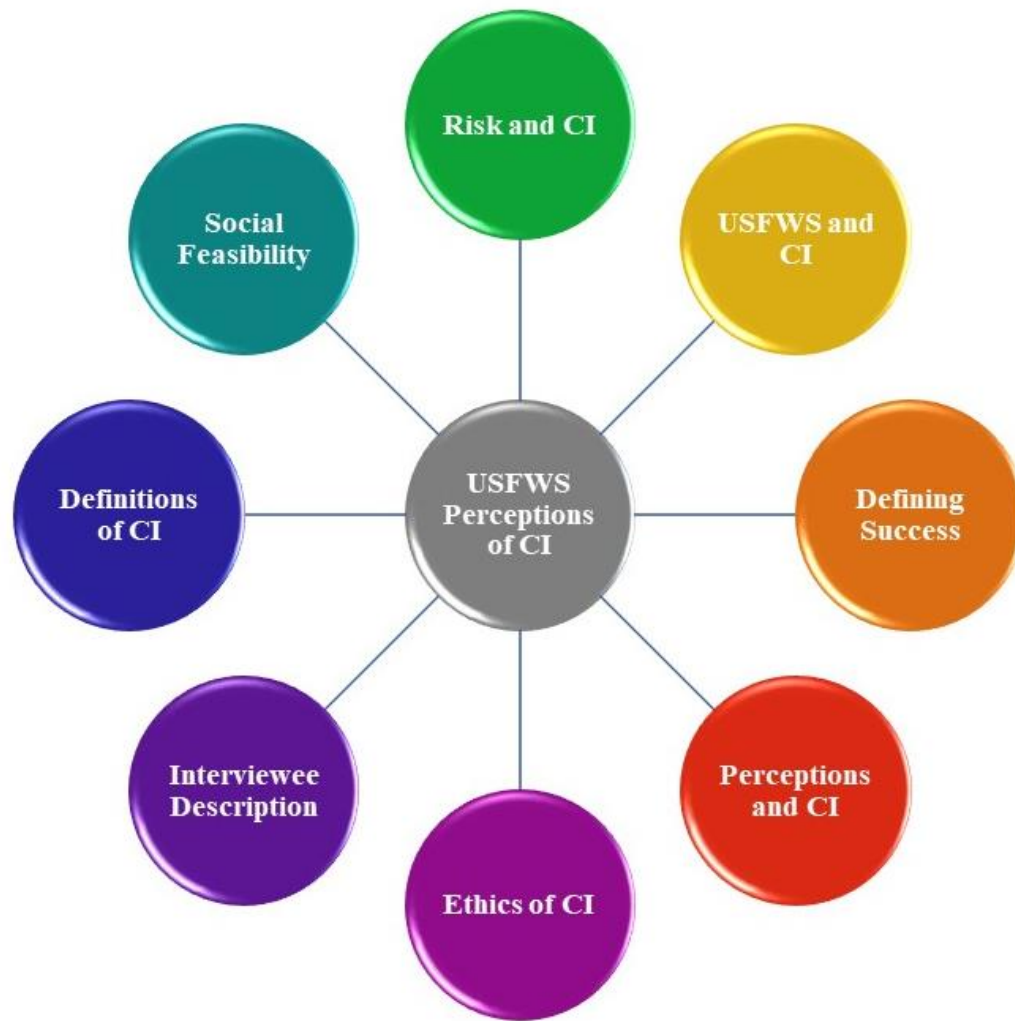 Risk and CI
USFWS and
CI
Defining
Success
Perceptions
and CI
Ethics of CI
Interviewee
Description
Definitions
of CI
Social
Feasibility
USFWS
Perceptions
of CI